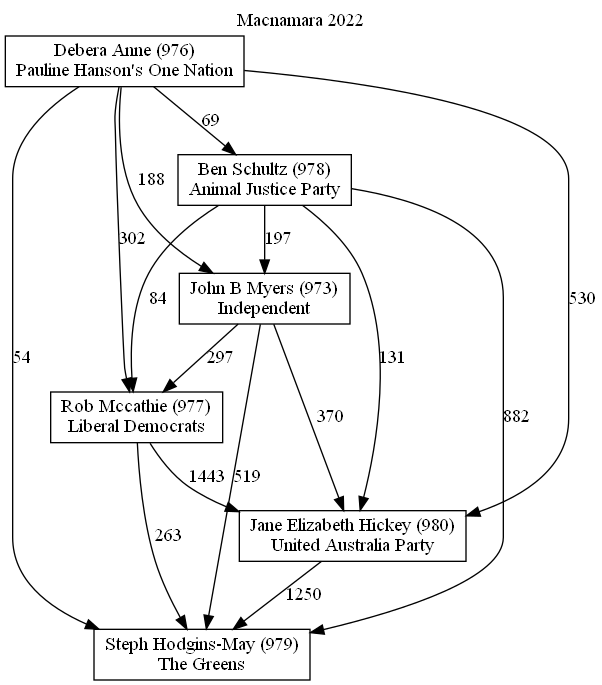 Macnamara 2022
Debera Anne (976)
Pauline Hanson's One Nation
69
Ben Schultz (978)
Animal Justice Party
188
302
197
John B Myers (973)
Independent
84
530
54
297
131
Rob Mccathie (977)
Liberal Democrats
370
882
1443
519
Jane Elizabeth Hickey (980)
United Australia Party
263
1250
Steph Hodgins-May (979)
The Greens